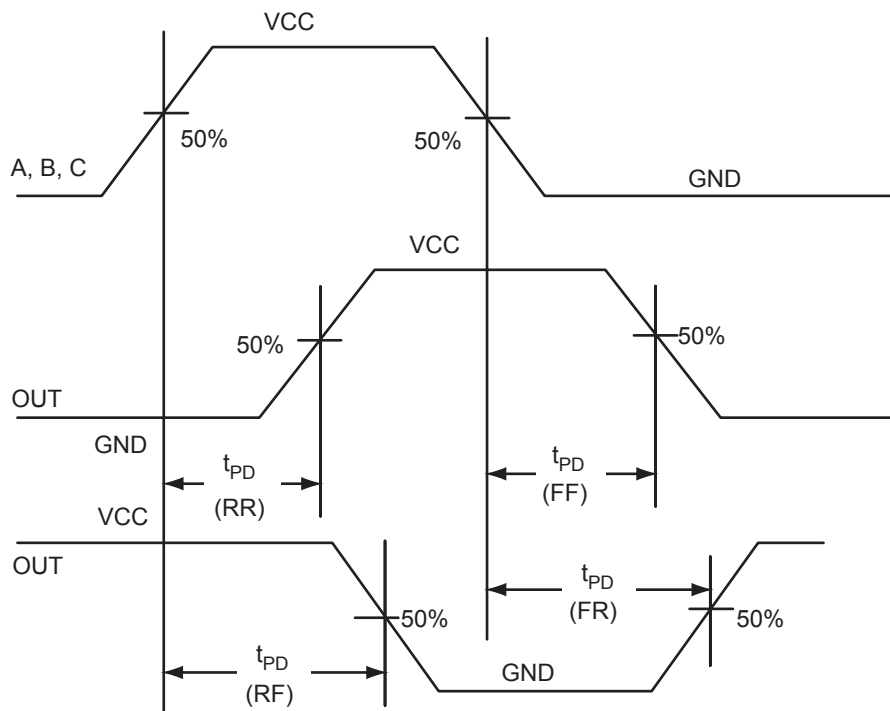 VCC
50%
50%
A, B, C
GND
VCC
50%
50%
OUT
GND
tPD
(RR)
tPD
(FF)
VCC
OUT
tPD
(FR)
50%
50%
tPD
(RF)
GND